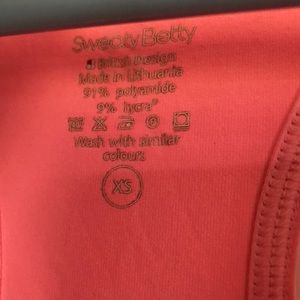 Sweaty Betty
British Design
Made in Lithuania
91% polyamide
9% lycra®
Wash with similar
colours
XS